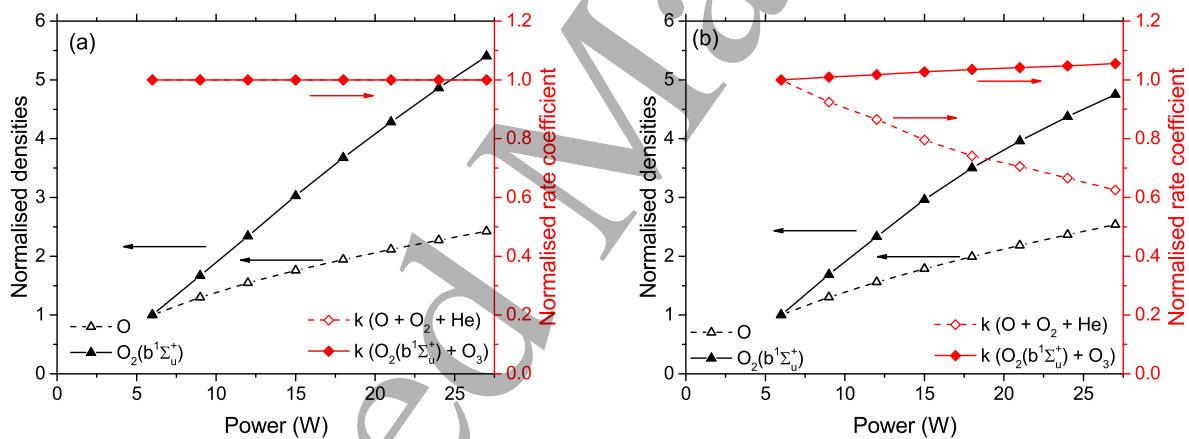 (a)
Normalised densities
6
5
4
3
2
1
0
0 5 10 15 20 25
Power (W)
1.2
1.0
0.8
0.6
0.4
0.2
0.0
Normalised rate coefficient
O
O₂(b¹Σᵤ⁺)
k (O + O₂ + He)
k (O₂(b¹Σᵤ⁺) + O₃)
(b)
Normalised densities
6
5
4
3
2
1
0
0 5 10 15 20 25
Power (W)
1.2
1.0
0.8
0.6
0.4
0.2
0.0
Normalised rate coefficient
O
O₂(b¹Σᵤ⁺)
k (O + O₂ + He)
k (O₂(b¹Σᵤ⁺) + O₃)
ed Ma